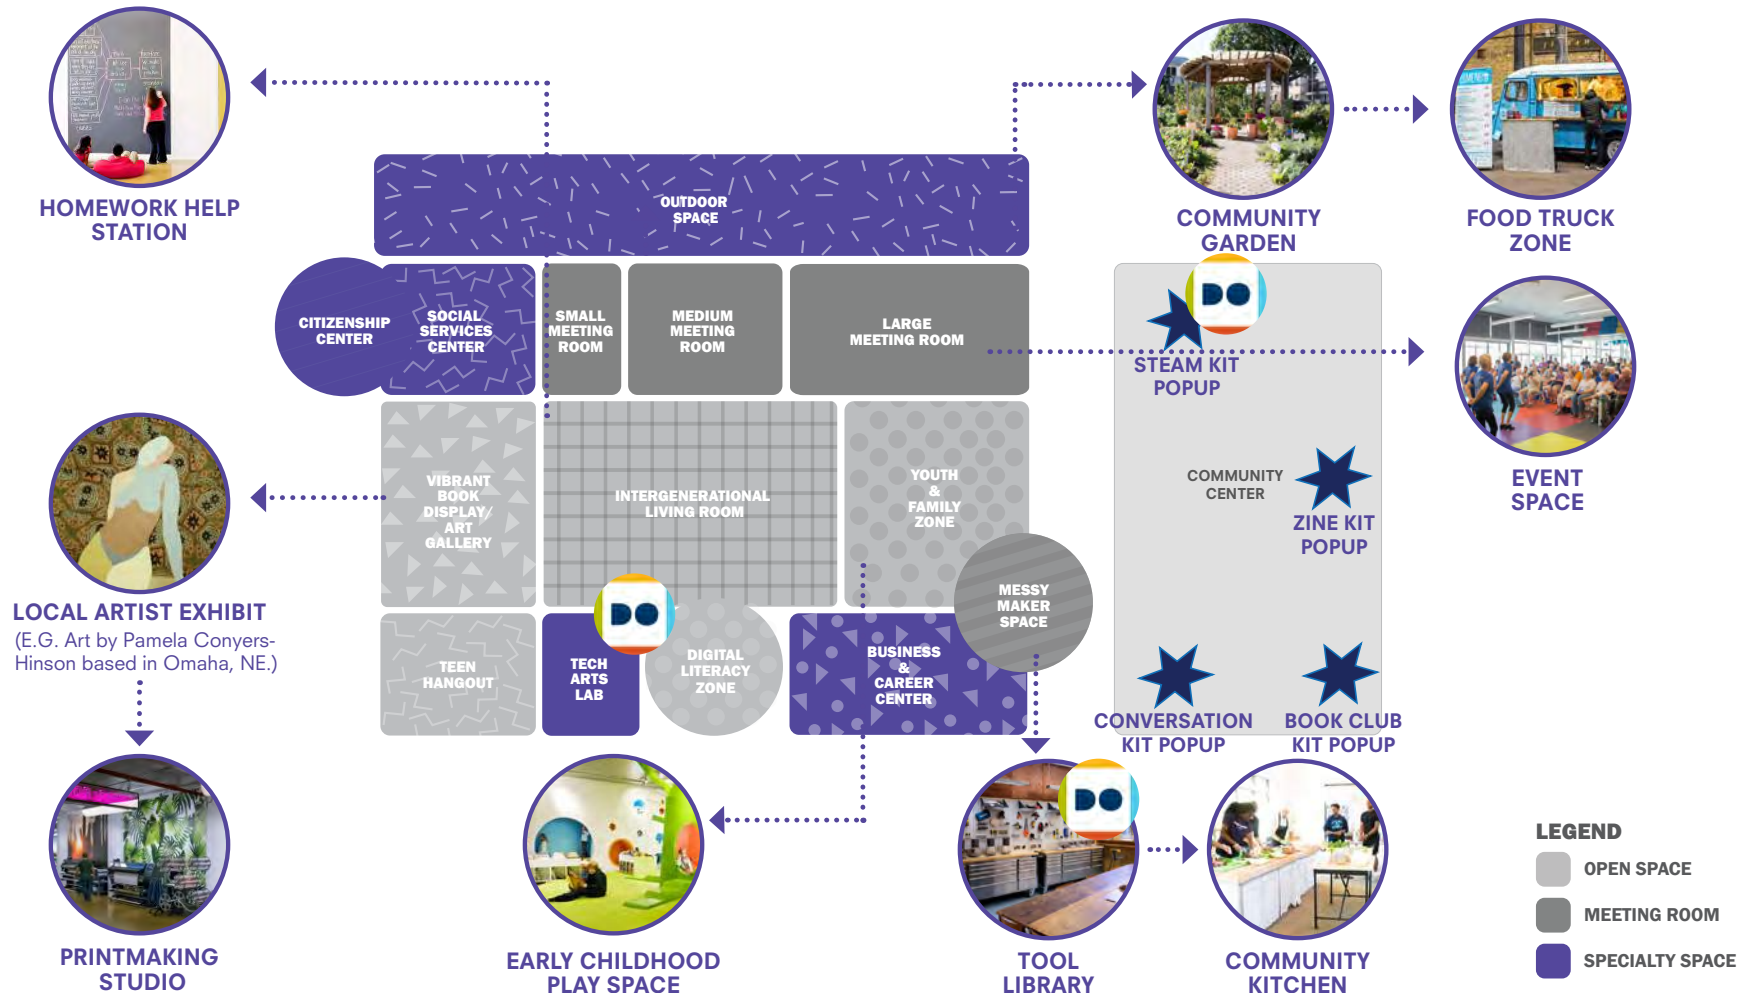 HOMEWORK HELP
STATION
COMMUNITY
GARDEN
FOOD TRUCK
ZONE
OUTDOOR
SPACE
CITIZENSHIP
CENTER
SOCIAL
SERVICES
CENTER
SMALL
MEETING
ROOM
MEDIUM
MEETING
ROOM
LARGE
MEETING ROOM
DO
STEAM KIT
POPUP
EVENT
SPACE
VIBRANT
BOOK
DISPLAY/
ART
GALLERY
INTERGENERATIONAL
LIVING ROOM
YOUTH
&
FAMILY
ZONE
COMMUNITY
CENTER
ZINE KIT
POPUP
LOCAL ARTIST EXHIBIT
(E.G. Art by Pamela Conyers-
Hinson based in Omaha, NE.)
MESSY
MAKER
SPACE
TEEN
HANGOUT
TECH
ARTS
LAB
DO
DIGITAL
LITERACY
ZONE
BUSINESS
&
CAREER
CENTER
CONVERSATION
KIT POPUP
BOOK CLUB
KIT POPUP
PRINTMAKING
STUDIO
EARLY CHILDHOOD
PLAY SPACE
DO
TOOL
LIBRARY
COMMUNITY
KITCHEN
LEGEND
OPEN SPACE
MEETING ROOM
SPECIALTY SPACE